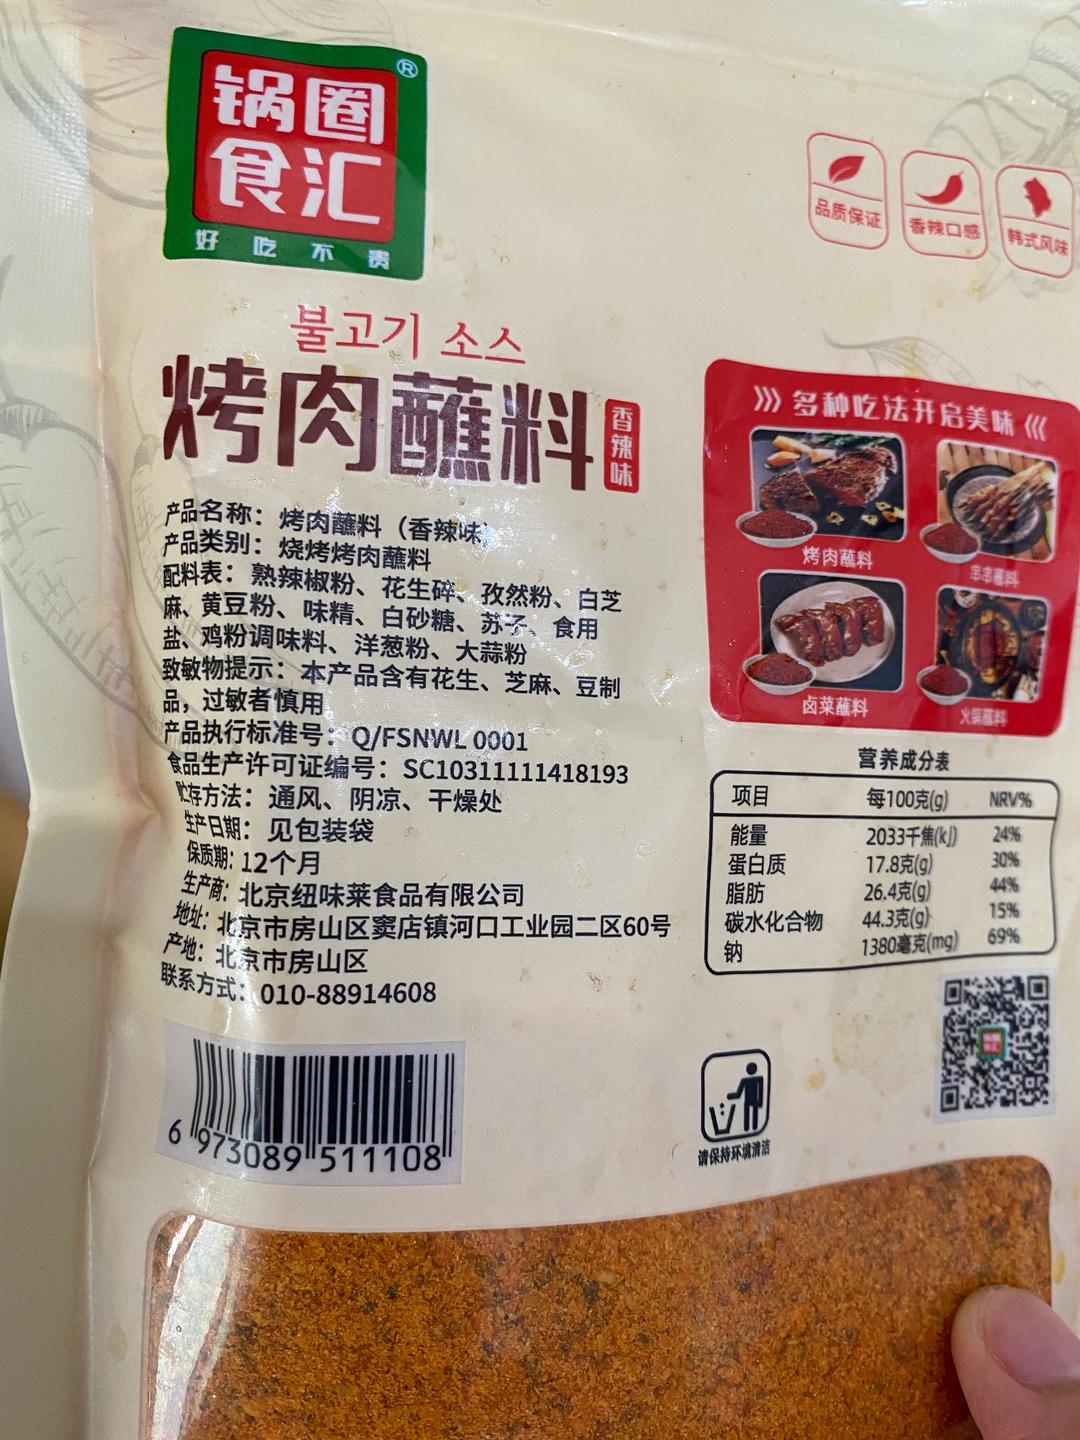 锅圈®
食汇
好吃不贵
品质保证
香辣口感
韩式风味
불고기 소스
烤肉蘸料
香辣味
产品名称：烤肉蘸料（香辣味）
产品类别：烧烤烤肉蘸料
配料表：熟辣椒粉、花生碎、孜然粉、白芝
麻、黄豆粉、味精、白砂糖、苏子、食用
盐、鸡粉调味料、洋葱粉、大蒜粉
致敏物提示：本产品含有花生、芝麻、豆制
品，过敏者慎用
产品执行标准号：Q/FSNWL 0001
食品生产许可证编号：SC10311111418193
贮存方法：通风、阴凉、干燥处
生产日期：见包装袋
保质期：12个月
生产商：北京纽味莱食品有限公司
地址：北京市房山区窦店镇河口工业园二区60号
产地：北京市房山区
联系方式：010-88914608
6 973089 511108
多种吃法开启美味
烤肉蘸料
串串蘸料
卤菜蘸料
火锅蘸料
营养成分表
项目 每100克(g) NRV%
能量 2033千焦(kJ) 24%
蛋白质 17.8克(g) 30%
脂肪 26.4克(g) 44%
碳水化合物 44.3克(g) 15%
钠 1380毫克(mg) 69%
请保持环境清洁